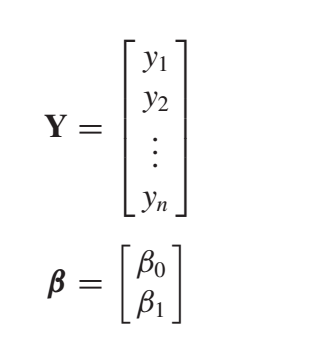 Y = [y₁
y₂
⋮
yₙ]
β = [β₀
β₁]